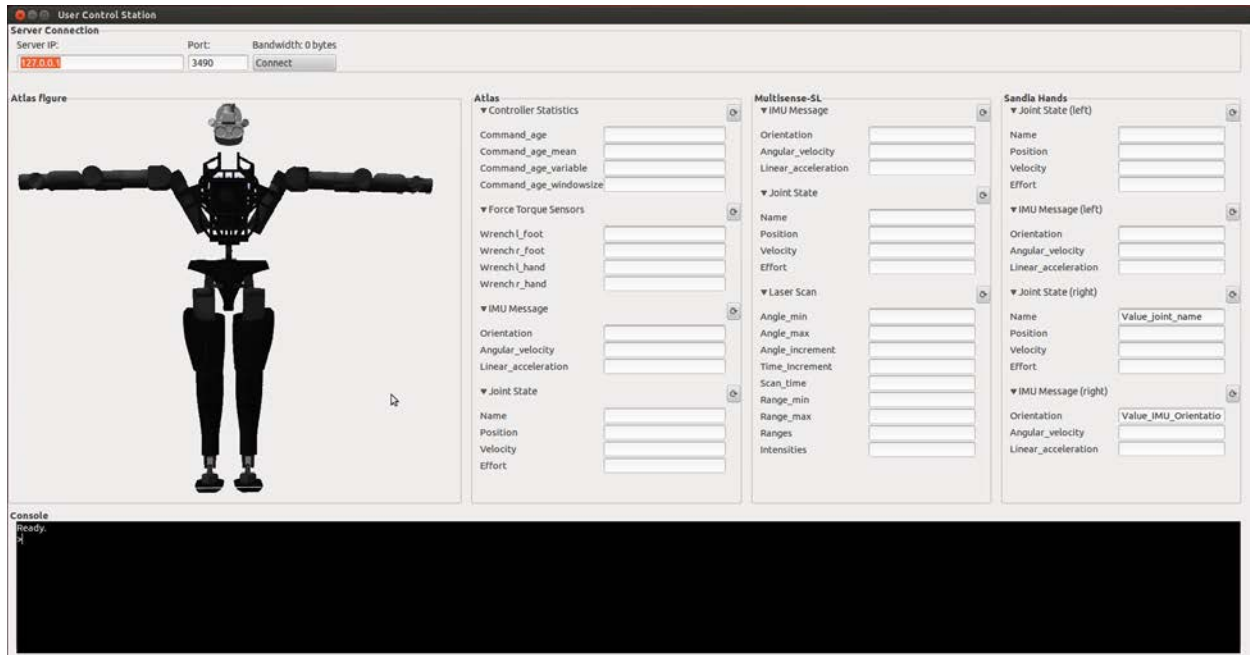 User Control Station
Server Connection
Server IP: Port: Bandwidth: 0 bytes
127.0.0.1 3490 Connect
Atlas figure
Atlas
▼ Controller Statistics
Command_age
Command_age_mean
Command_age_variable
Command_age_windowsize
▼ Force Torque Sensors
Wrench l_foot
Wrench r_foot
Wrench l_hand
Wrench r_hand
▼ IMU Message
Orientation
Angular_velocity
Linear_acceleration
▼ Joint State
Name
Position
Velocity
Effort
Multisense-SL
▼ IMU Message
Orientation
Angular_velocity
Linear_acceleration
▼ Joint State
Name
Position
Velocity
Effort
▼ Laser Scan
Angle_min
Angle_max
Angle_increment
Time_increment
Scan_time
Range_min
Range_max
Ranges
Intensities
Sandia Hands
▼ Joint State (left)
Name
Position
Velocity
Effort
▼ IMU Message (left)
Orientation
Angular_velocity
Linear_acceleration
▼ Joint State (right)
Name Value_joint_name
Position
Velocity
Effort
▼ IMU Message (right)
Orientation Value_IMU_Orientatio
Angular_velocity
Linear_acceleration
Console
Ready.
>